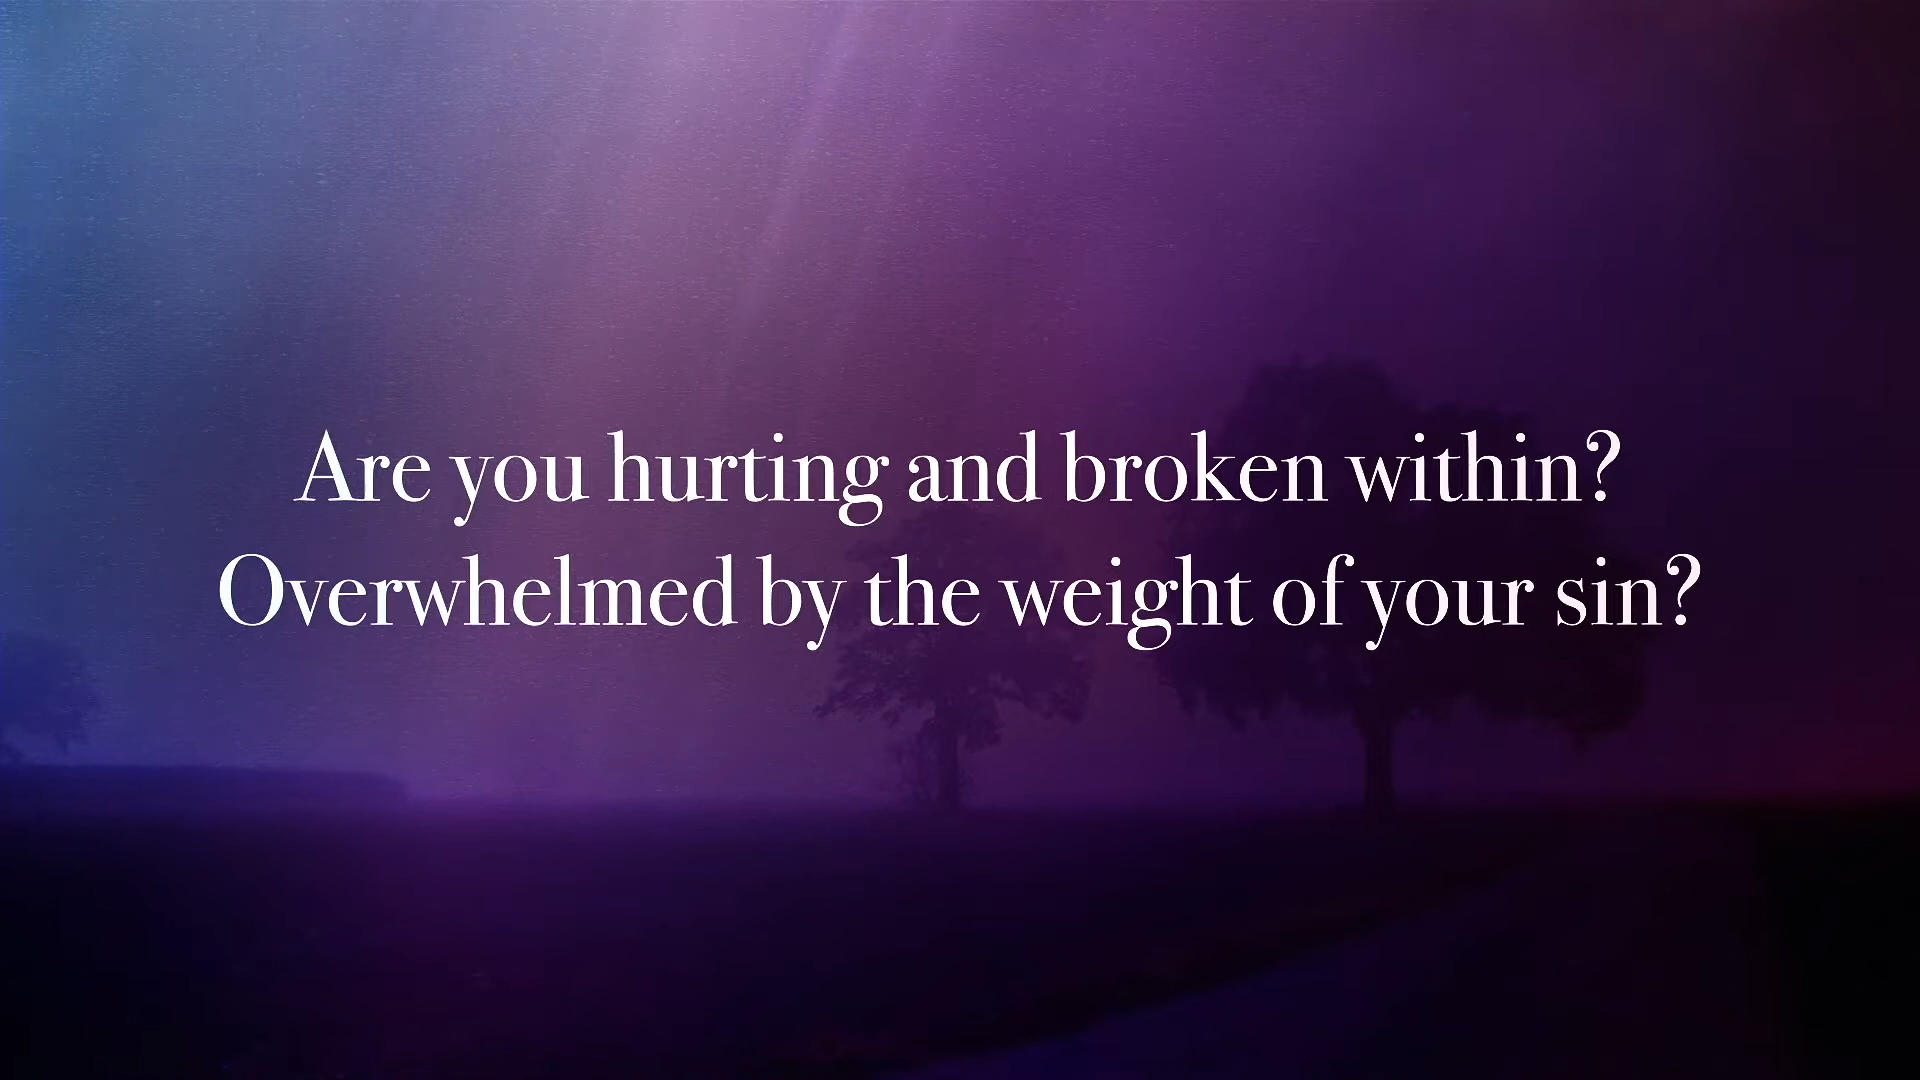 Are you hurting and broken within?
Overwhelmed by the weight of your sin?